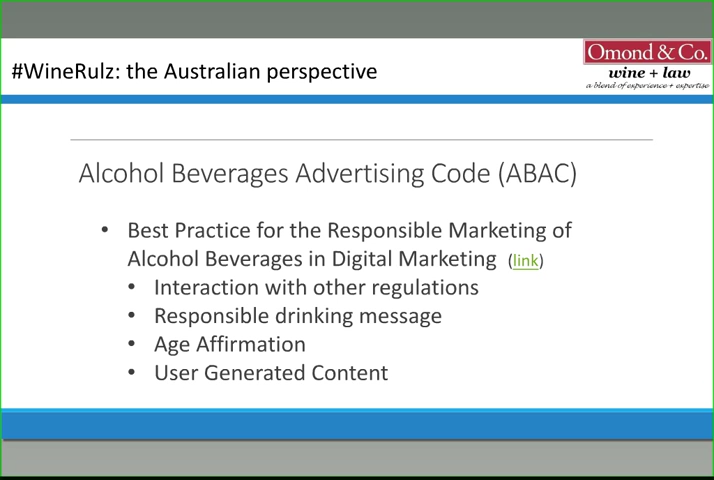 #WineRulz: the Australian perspective
Omond & Co.
wine + law
a blend of experience + expertise
Alcohol Beverages Advertising Code (ABAC)
• Best Practice for the Responsible Marketing of
Alcohol Beverages in Digital Marketing (link)
• Interaction with other regulations
• Responsible drinking message
• Age Affirmation
• User Generated Content